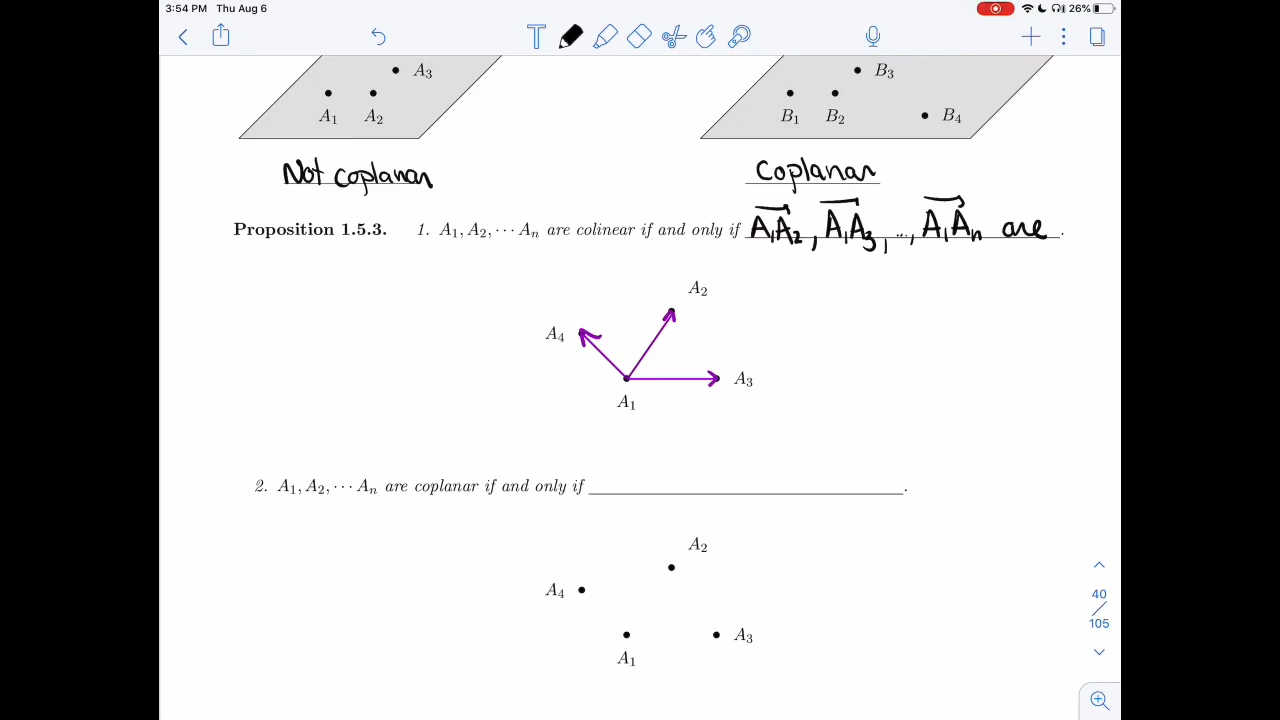 3:54 PM Thu Aug 6
26%
T
A₃
B₃
A₁ A₂
B₁ B₂ B₄
Not coplanar
Coplanar
Proposition 1.5.3. 1. A₁, A₂, ⋯ Aₙ are colinear if and only if A₁A₂, A₁A₃, ..., A₁Aₙ are .
A₂
A₄
A₃
A₁
2. A₁, A₂, ⋯ Aₙ are coplanar if and only if .
A₂
A₄
A₃
A₁
40
105